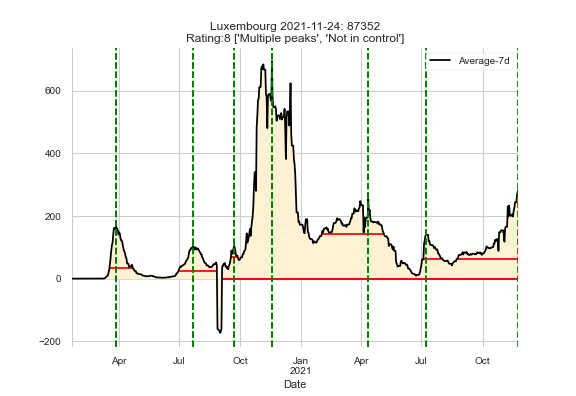 Luxembourg 2021-11-24: 87352
Rating:8 ['Multiple peaks', 'Not in control']
Average-7d
600
400
200
0
−200
Apr
Jul
Oct
Jan
2021
Apr
Jul
Oct
Date